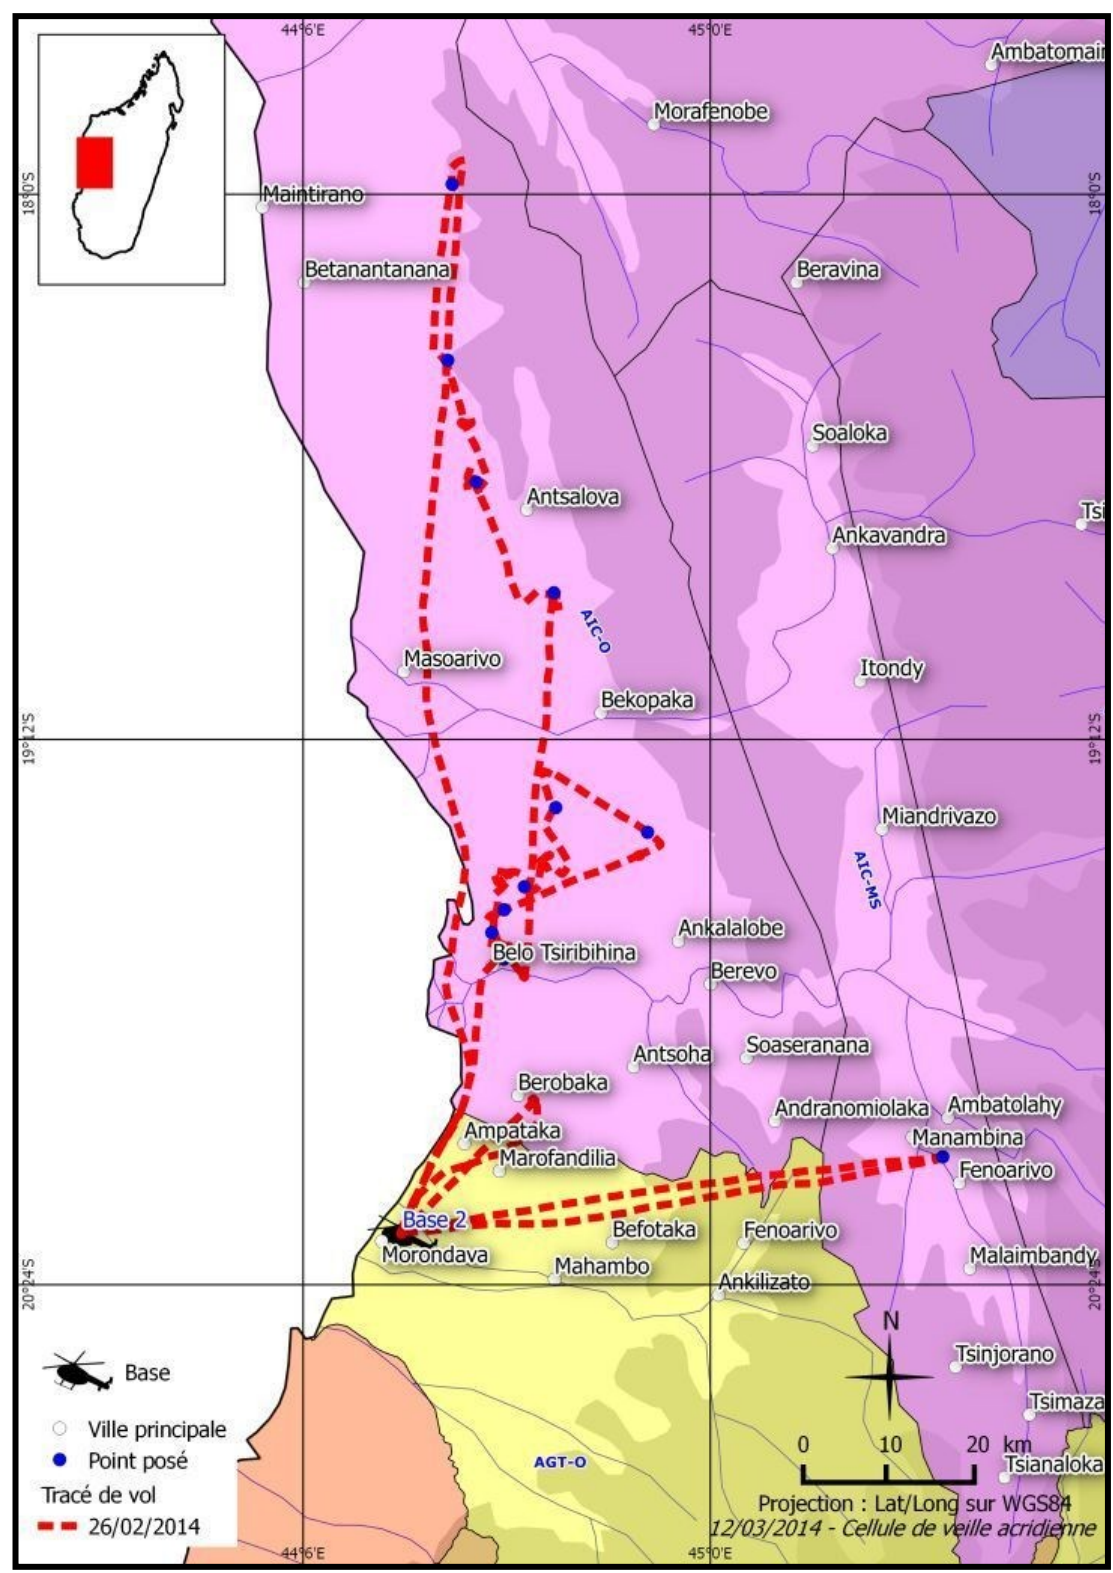 44°6'E
45°0'E
Ambatomai
Morafenobe
18°0'S
18°0'S
Maintirano
Betanantanana
Beravina
Soaloka
Antsalova
Tsi
Ankavandra
AIC-O
Masoarivo
Itondy
Bekopaka
19°12'S
19°12'S
Miandrivazo
AIC-MS
Ankalalobe
Belo Tsiribihina
Berevo
Antsoha
Soaseranana
Berobaka
Andranomiolaka
Ambatolahy
Ampataka
Manambina
Marofandilia
Fenoarivo
Base 2
Befotaka
Fenoarivo
Morondava
Malaimbandy
Mahambo
20°24'S
20°24'S
Ankilizato
N
Tsinjorano
Base
Tsimaza
Ville principale
0 10 20 km
Point posé
AGT-O
Tsianaloka
Tracé de vol
Projection : Lat/Long sur WGS84
26/02/2014
12/03/2014 - Cellule de veille acridienne
44°6'E
45°0'E